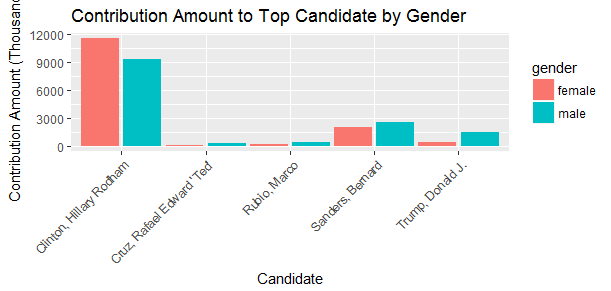 Contribution Amount to Top Candidate by Gender
Contribution Amount (Thousand
12000
9000
6000
3000
0
Clinton, Hillary Rodham
Cruz, Rafael Edward 'Ted'
Rubio, Marco
Sanders, Bernard
Trump, Donald J.
Candidate
gender
female
male